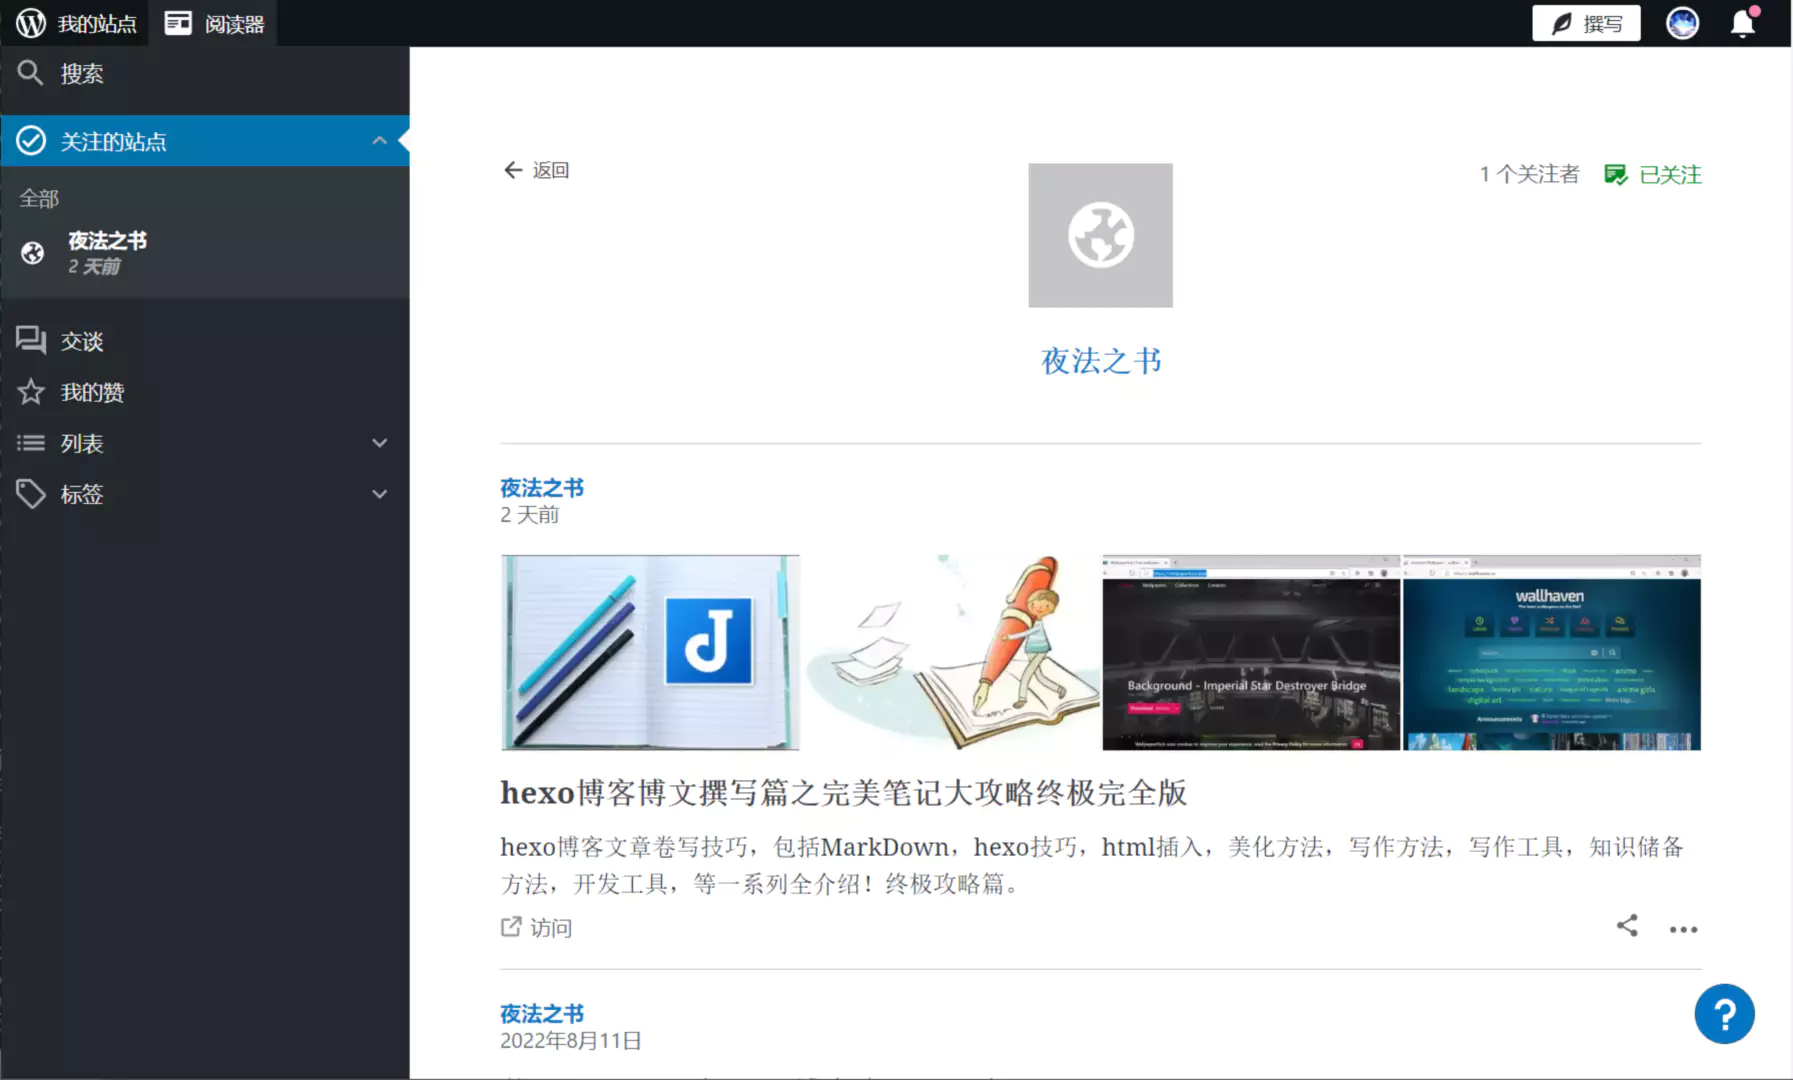 我的站点
阅读器
撰写
搜索
关注的站点
全部
夜法之书
2 天前
交谈
我的赞
列表
标签
返回
1 个关注者
已关注
夜法之书
夜法之书
2 天前
Background - Imperial Star Destroyer Bridge
wallhaven
hexo博客博文撰写篇之完美笔记大攻略终极完全版
hexo博客文章卷写技巧，包括MarkDown，hexo技巧，html插入，美化方法，写作方法，写作工具，知识储备
方法，开发工具，等一系列全介绍！终极攻略篇。
访问
夜法之书
2022年8月11日